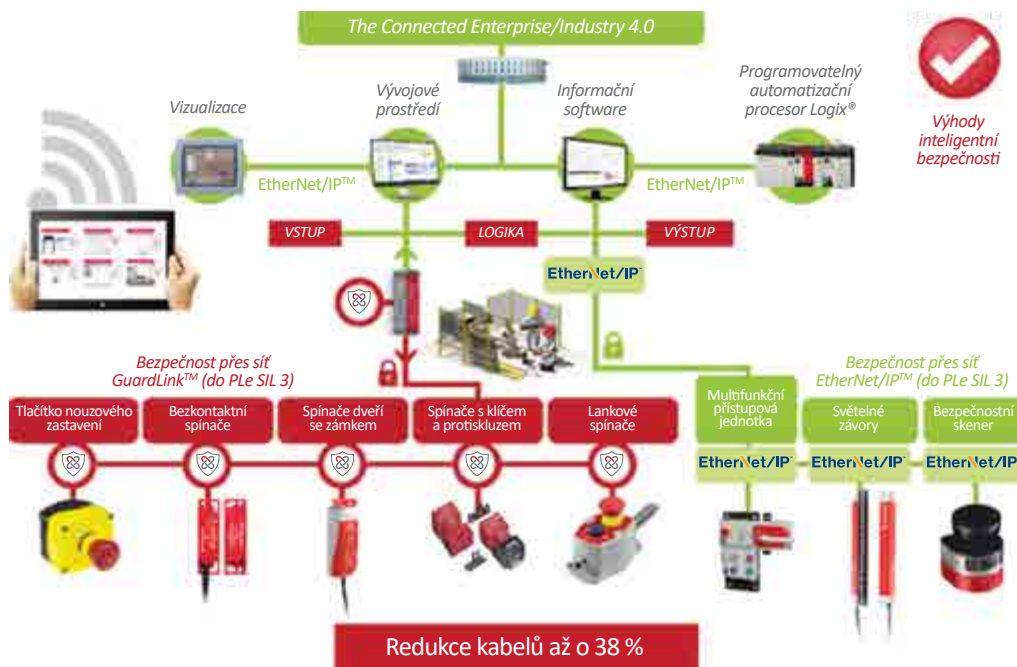 The Connected Enterprise/Industry 4.0
Vizualizace
Vývojové
prostředí
Informační
software
Programovatelný
automatizační
procesor Logix®
Výhody
inteligentní
bezpečnosti
EtherNet/IP™
EtherNet/IP™
VSTUP
LOGIKA
VÝSTUP
EtherNet/IP
Bezpečnost přes síť
GuardLink™ (do PLe SIL 3)
Bezpečnost přes síť
EtherNet/IP™ (do PLe SIL 3)
Tlačítko nouzového
zastavení
Bezkontaktní
spínače
Spínače dveří
se zámkem
Spínače s klíčem
a protiskluzem
Lankové
spínače
Multifunkční
přístupová
jednotka
Světelné
závory
Bezpečnostní
skener
EtherNet/IP
EtherNet/IP
EtherNet/IP
Redukce kabelů až o 38 %